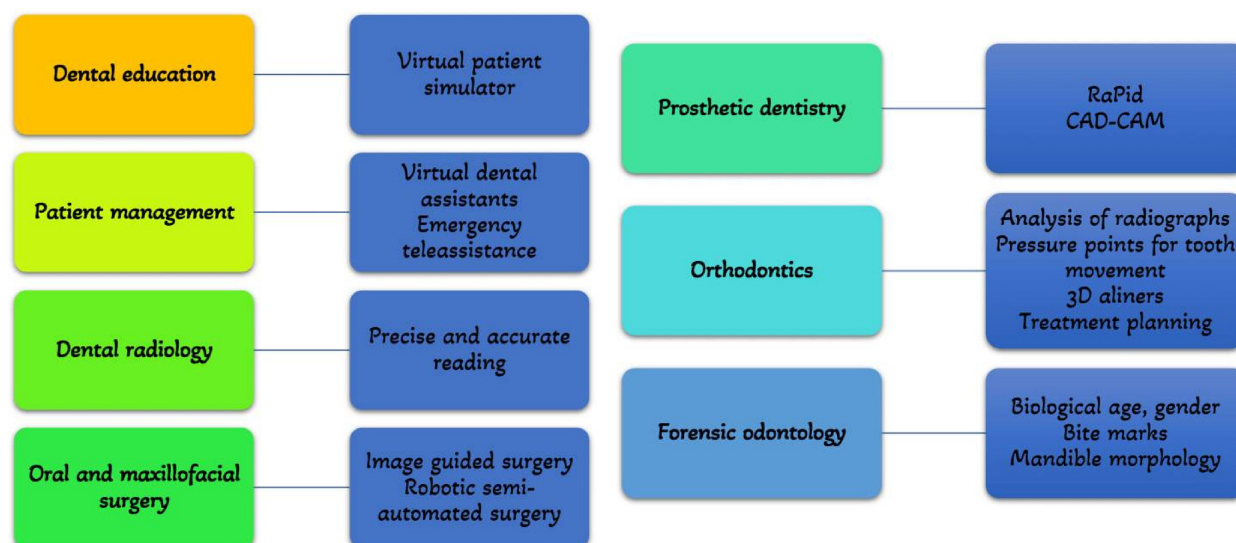 Dental education
Virtual patient
simulator
Patient management
Virtual dental
assistants
Emergency
teleassistance
Dental radiology
Precise and accurate
reading
Oral and maxillofacial
surgery
Image guided surgery
Robotic semi-
automated surgery
Prosthetic dentistry
RaPid
CAD-CAM
Orthodontics
Analysis of radiographs
Pressure points for tooth
movement
3D aliners
Treatment planning
Forensic odontology
Biological age, gender
Bite marks
Mandible morphology